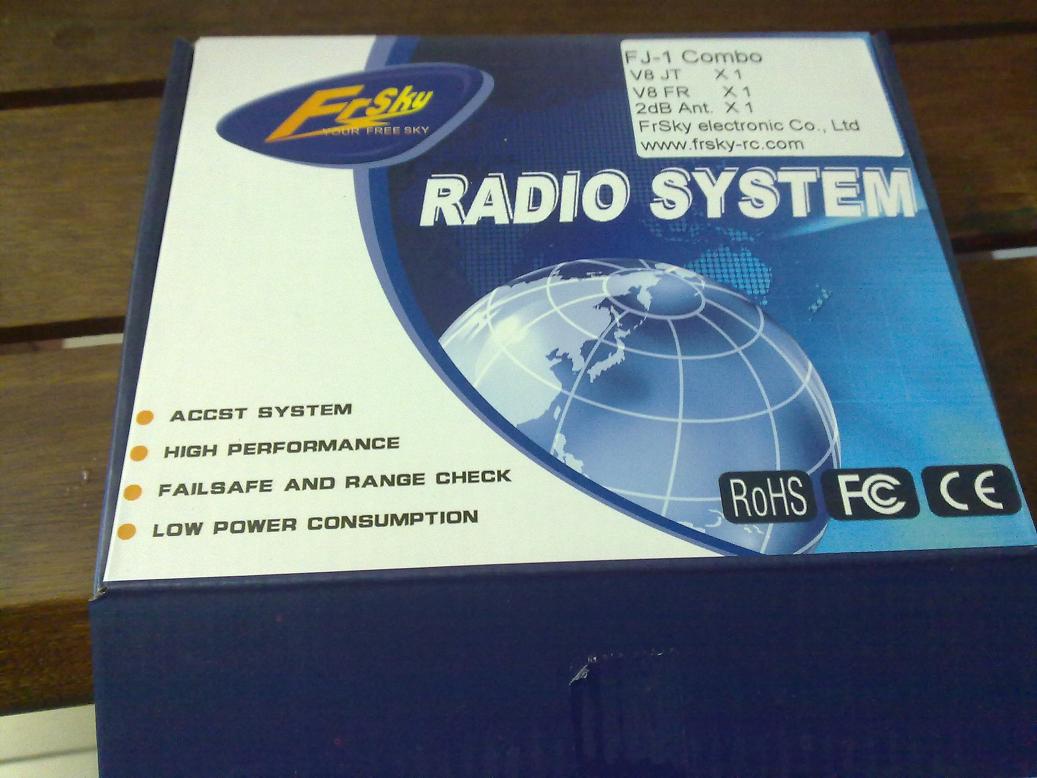 FrSky
YOUR FREE SKY
FJ-1 Combo
V8 JT X 1
V8 FR X 1
2dB Ant. X 1
FrSky electronic Co., Ltd
www.frsky-rc.com
RADIO SYSTEM
ACCST SYSTEM
HIGH PERFORMANCE
FAILSAFE AND RANGE CHECK
LOW POWER CONSUMPTION
RoHS FC CE